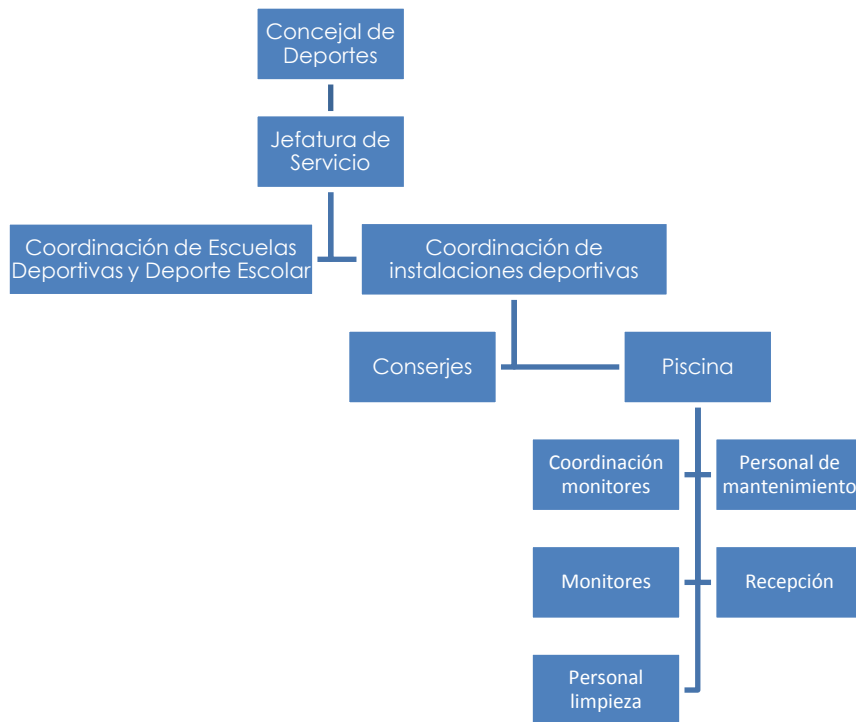 Concejal de
Deportes
Jefatura de
Servicio
Coordinación de Escuelas
Deportivas y Deporte Escolar
Coordinación de
instalaciones deportivas
Conserjes
Piscina
Coordinación
monitores
Personal de
mantenimiento
Monitores
Recepción
Personal
limpieza